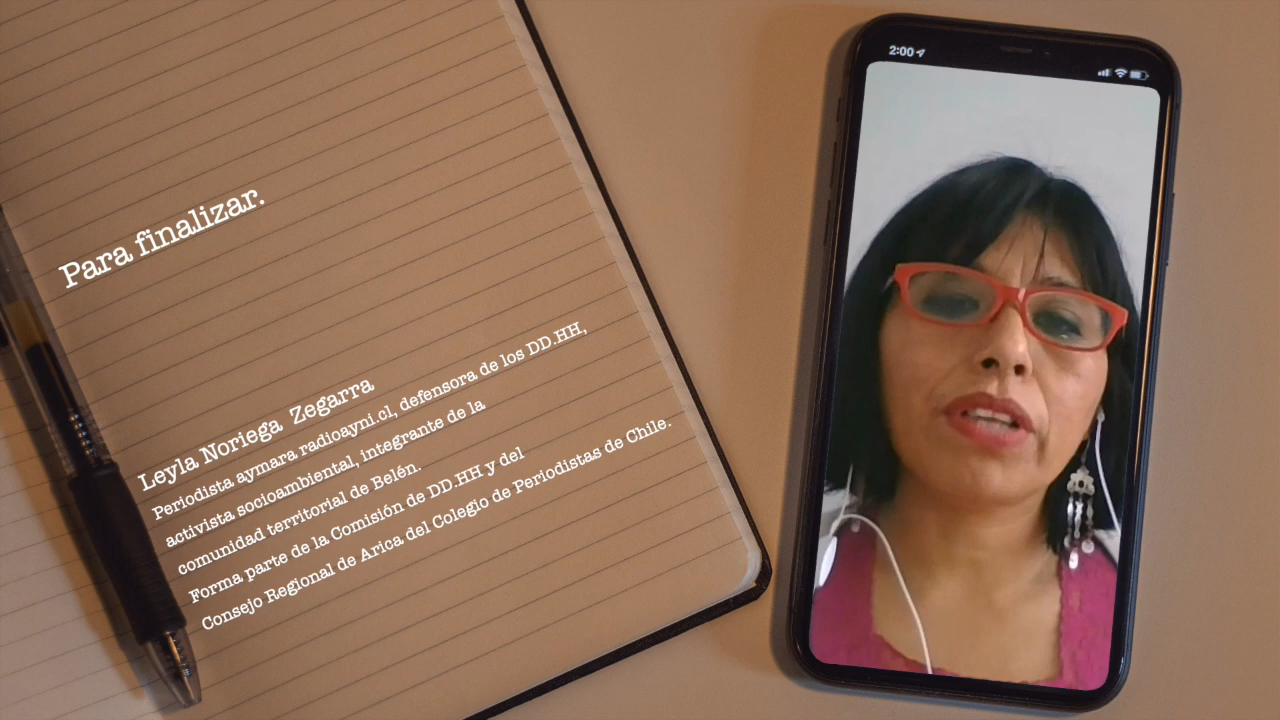 Para finalizar.
Leyla Noriega Zegarra
Periodista aymara radioayni.cl, defensora de los DD.HH,
activista socioambiental, integrante de la
comunidad territorial de Belén.
Forma parte de la Comisión de DD.HH y del
Consejo Regional de Arica del Colegio de Periodistas de Chile.
2:00